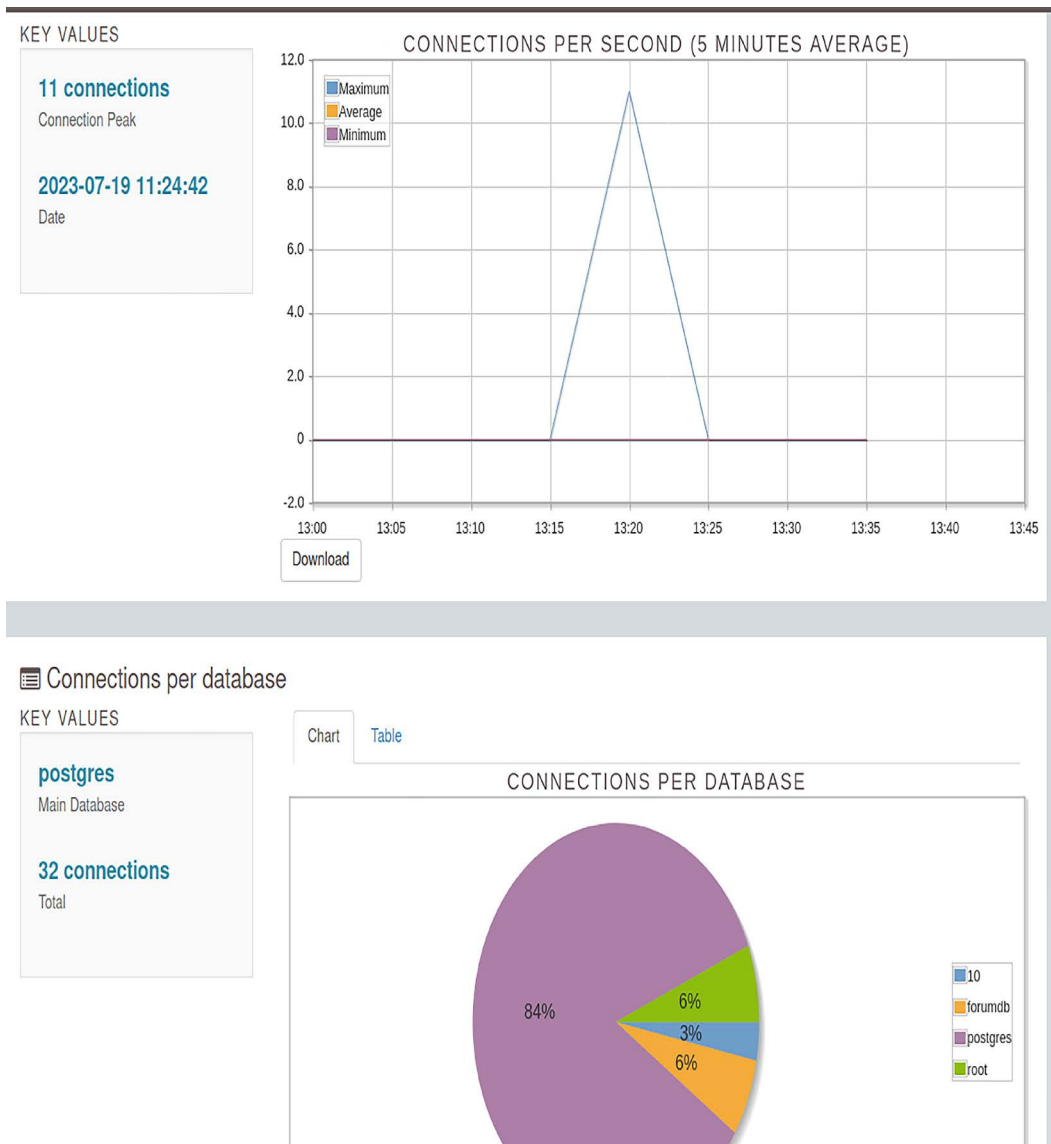 KEY VALUES
11 connections
Connection Peak
2023-07-19 11:24:42
Date
CONNECTIONS PER SECOND (5 MINUTES AVERAGE)
12.0
10.0
8.0
6.0
4.0
2.0
0
-2.0
Maximum
Average
Minimum
13:00 13:05 13:10 13:15 13:20 13:25 13:30 13:35 13:40 13:45
Download
Connections per database
KEY VALUES
postgres
Main Database
32 connections
Total
Chart Table
CONNECTIONS PER DATABASE
84%
6%
3%
6%
10
forumdb
postgres
root